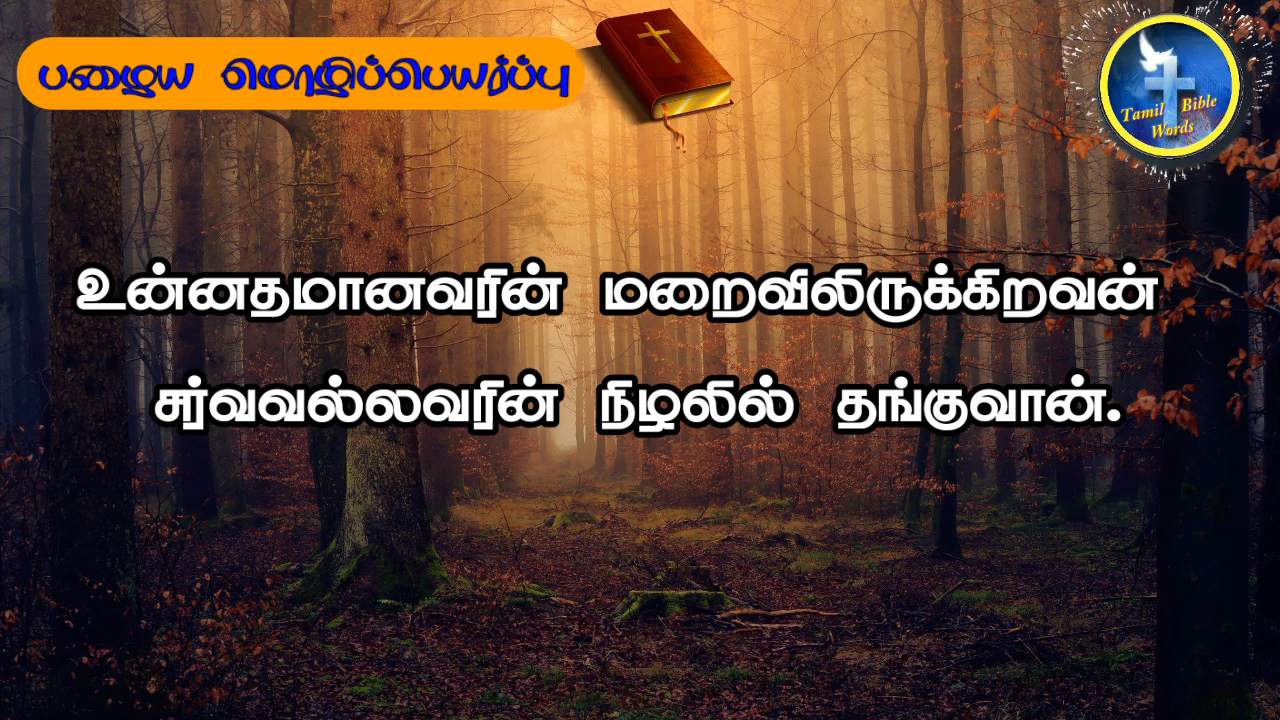 பழைய மொழிப்பெயர்ப்பு
Tamil Bible
Words
உன்னதமானவரின் மறைவிலிருக்கிறவன்
சர்வவல்லவரின் நிழலில் தங்குவான்.